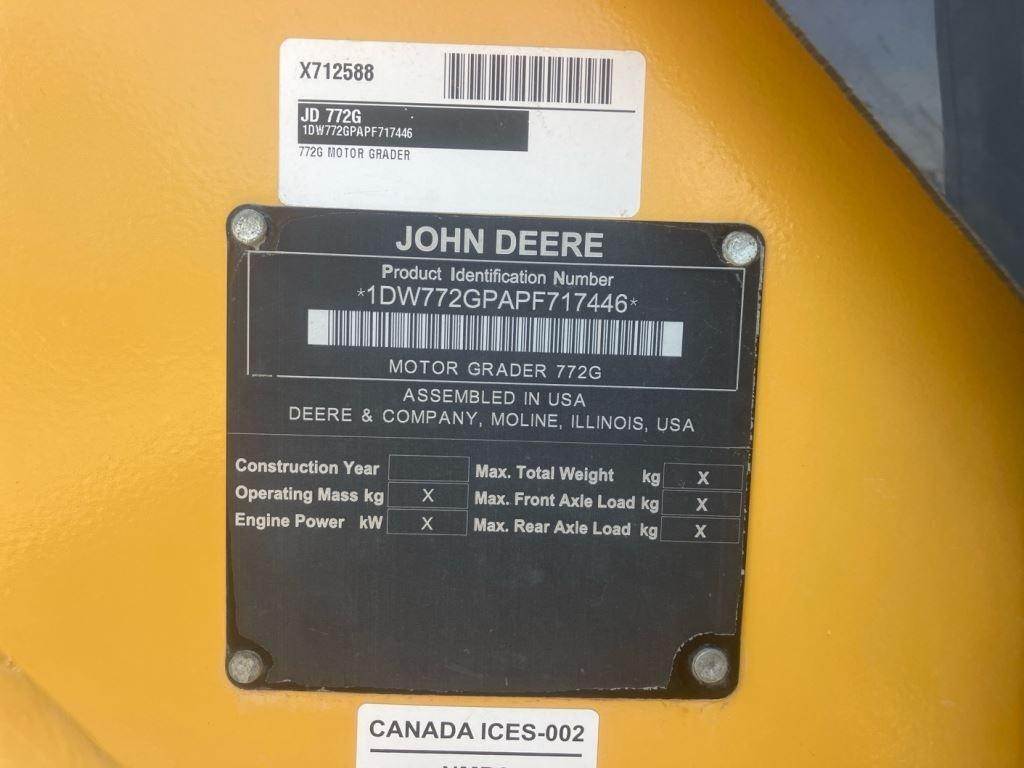 X712588
JD 772G
1DW772GPAPF717446
772G MOTOR GRADER
JOHN DEERE
Product Identification Number
*1DW772GPAPF717446*
MOTOR GRADER 772G
ASSEMBLED IN USA
DEERE & COMPANY, MOLINE, ILLINOIS, USA
Construction Year Max. Total Weight kg X
Operating Mass kg X Max. Front Axle Load kg X
Engine Power kW X Max. Rear Axle Load kg X
CANADA ICES-002